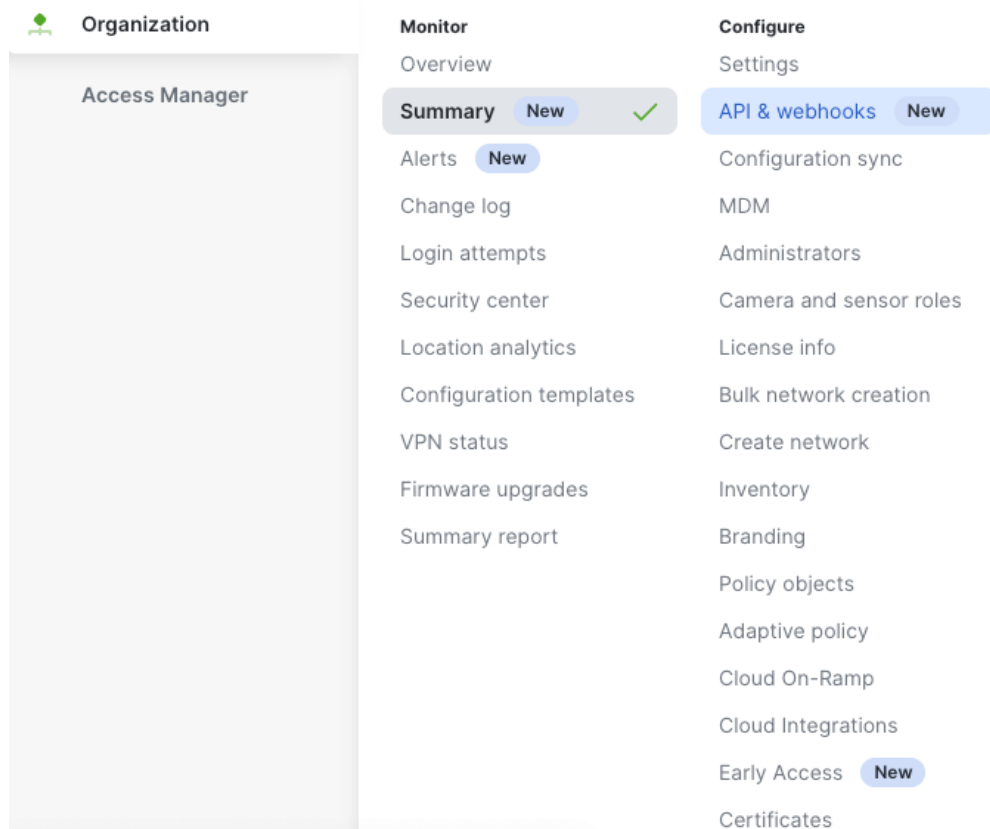 Organization
Access Manager
Monitor
Overview
Summary New
Alerts New
Change log
Login attempts
Security center
Location analytics
Configuration templates
VPN status
Firmware upgrades
Summary report
Configure
Settings
API & webhooks New
Configuration sync
MDM
Administrators
Camera and sensor roles
License info
Bulk network creation
Create network
Inventory
Branding
Policy objects
Adaptive policy
Cloud On-Ramp
Cloud Integrations
Early Access New
Certificates